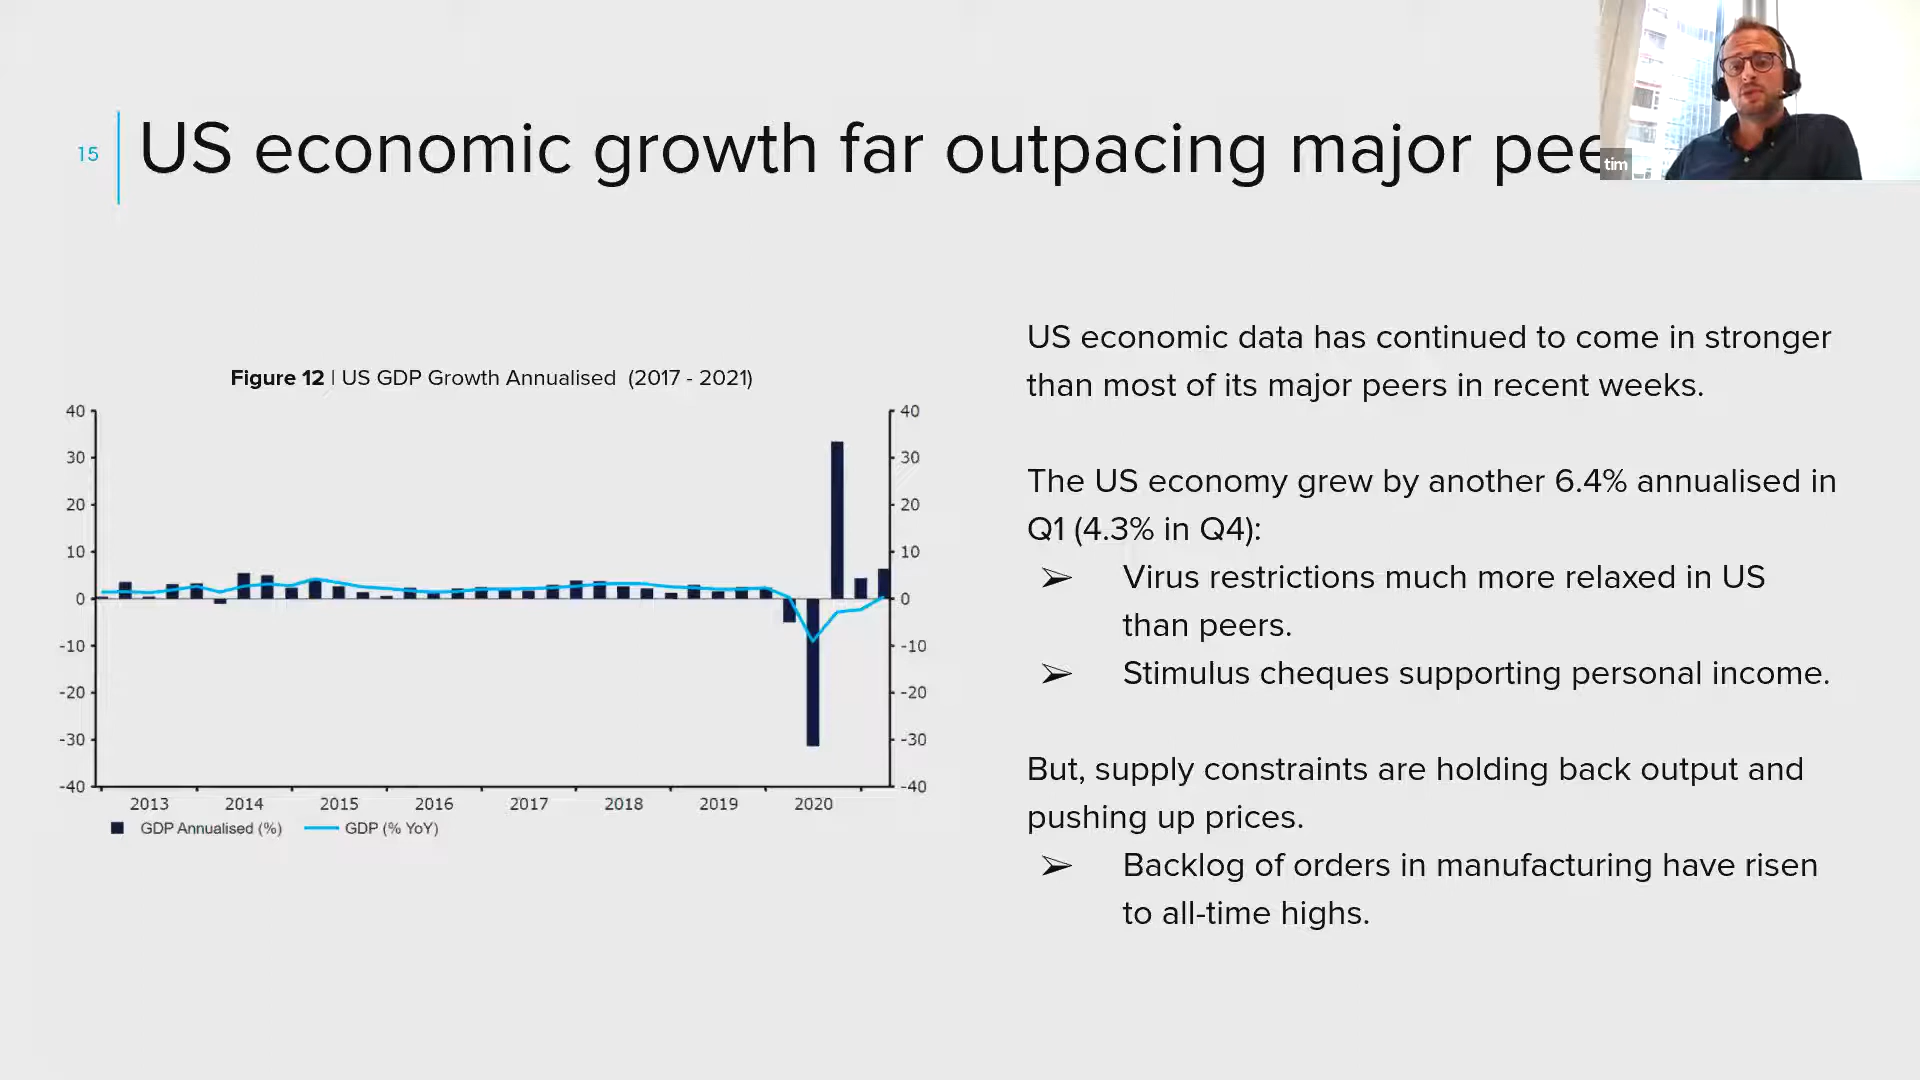 15
US economic growth far outpacing major
tim
Figure 12 | US GDP Growth Annualised (2017 - 2021)
40 40
30 30
20 20
10 10
0 0
-10 -10
-20 -20
-30 -30
-40 -40
2013 2014 2015 2016 2017 2018 2019 2020
GDP Annualised (%) GDP (% YoY)
US economic data has continued to come in stronger
than most of its major peers in recent weeks.
The US economy grew by another 6.4% annualised in
Q1 (4.3% in Q4):
➢ Virus restrictions much more relaxed in US
than peers.
➢ Stimulus cheques supporting personal income.
But, supply constraints are holding back output and
pushing up prices.
➢ Backlog of orders in manufacturing have risen
to all-time highs.